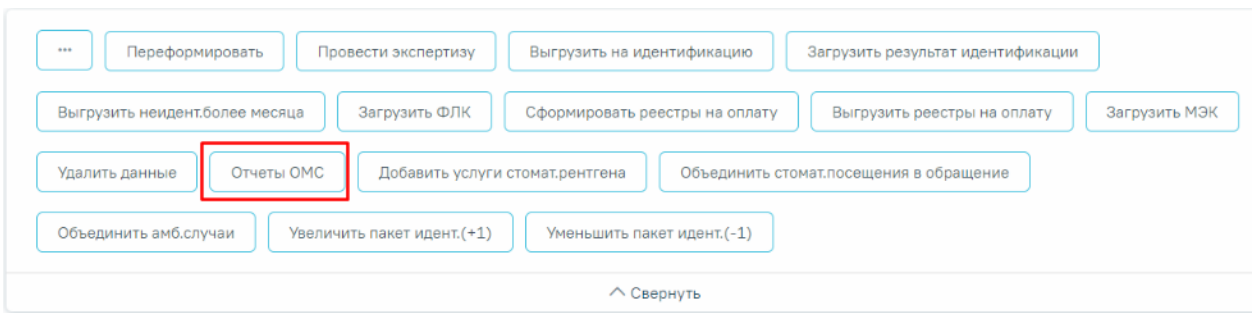 ... Переформировать Провести экспертизу Выгрузить на идентификацию Загрузить результат идентификации
Выгрузить неидент.более месяца Загрузить ФЛК Сформировать реестры на оплату Выгрузить реестры на оплату Загрузить МЭК
Удалить данные Отчеты ОМС Добавить услуги стомат.рентгена Объединить стомат.посещения в обращение
Объединить амб.случаи Увеличить пакет идент.(+1) Уменьшить пакет идент.(-1)
Свернуть